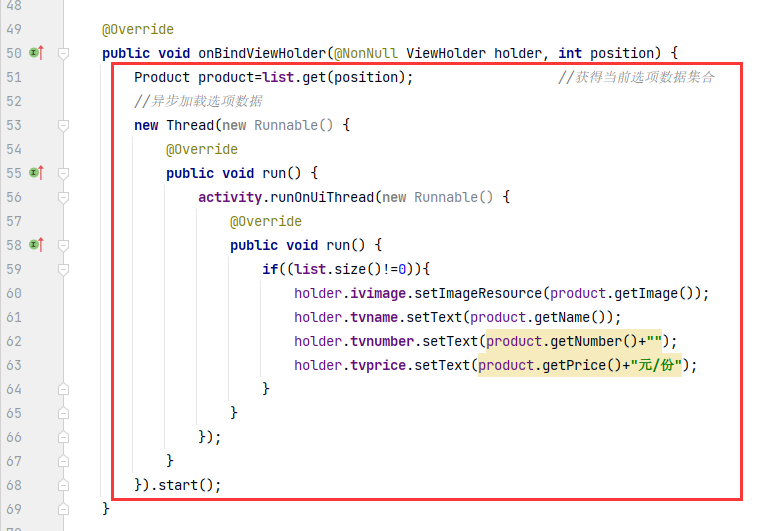 48
49 @Override
50 public void onBindViewHolder(@NonNull ViewHolder holder, int position) {
51 Product product=list.get(position); //获得当前选项数据集合
52 //异步加载选项数据
53 new Thread(new Runnable() {
54 @Override
55 public void run() {
56 activity.runOnUiThread(new Runnable() {
57 @Override
58 public void run() {
59 if((list.size()!=0)){
60 holder.ivimage.setImageResource(product.getImage());
61 holder.tvname.setText(product.getName());
62 holder.tvnumber.setText(product.getNumber()+"");
63 holder.tvprice.setText(product.getPrice()+"元/份");
64 }
65 }
66 });
67 }
68 }).start();
69 }